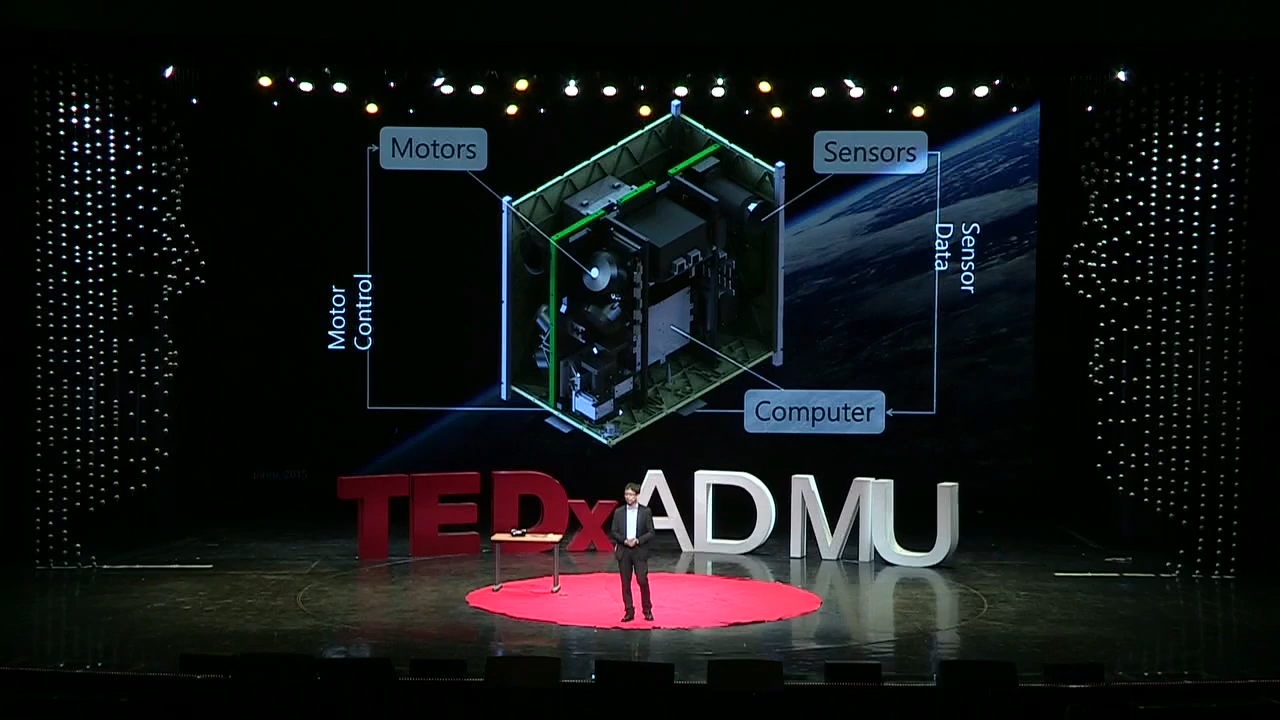 Motors
Sensors
Sensor
Data
Motor
Control
Computer
TEDxADMU